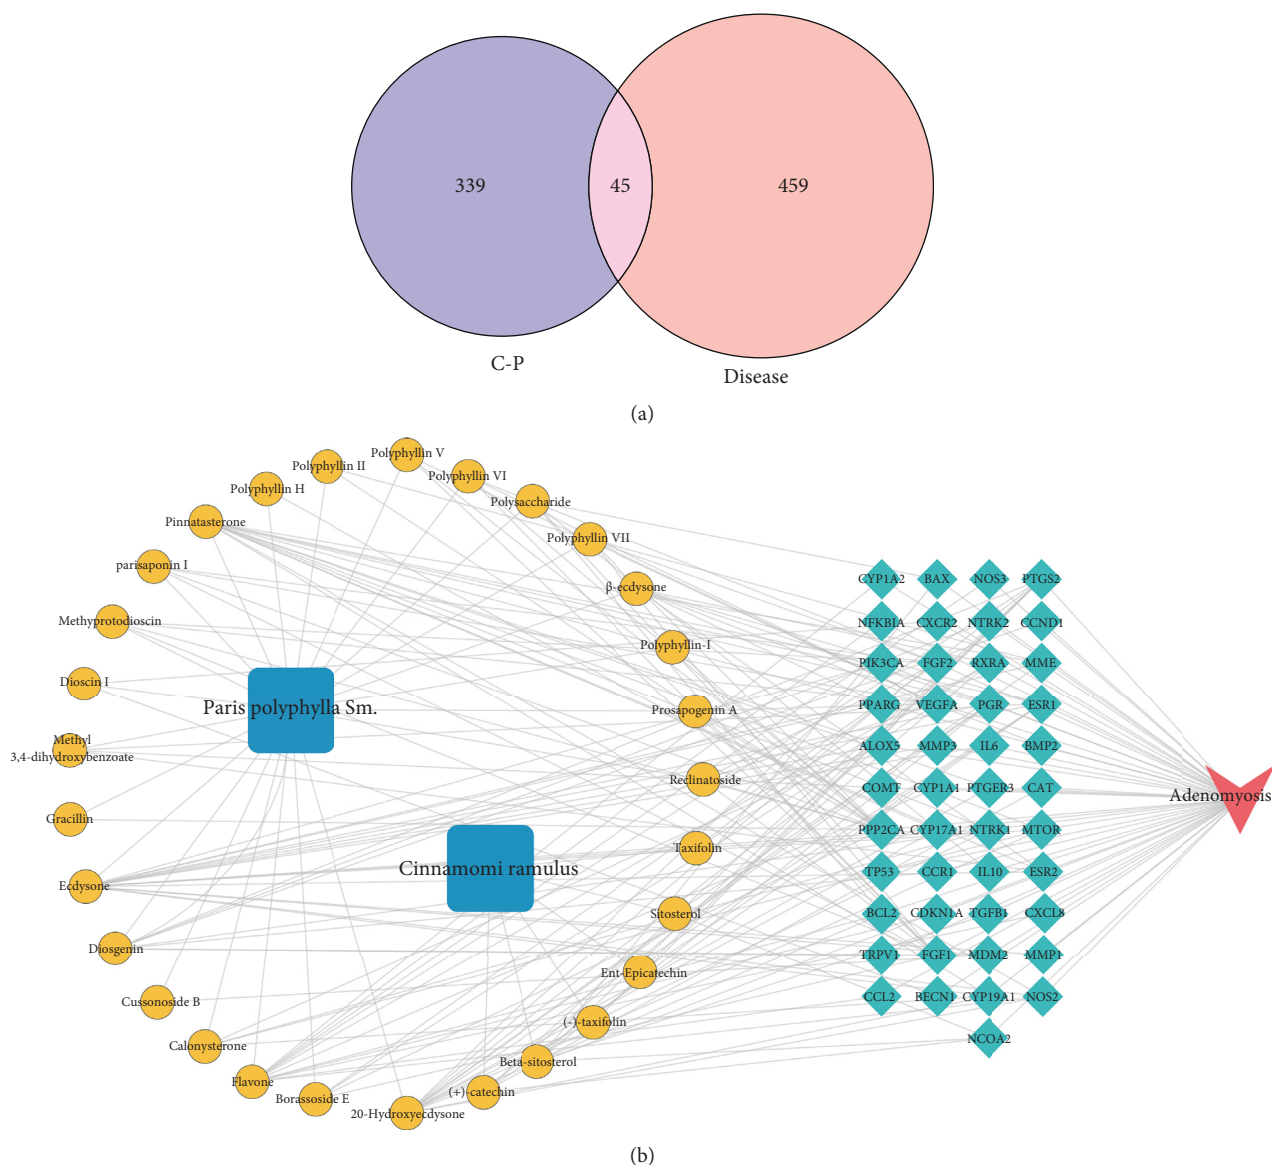 339
45
459
C-P
Disease
(a)
Polyphyllin V
Polyphyllin II
Polyphyllin VI
Polyphyllin H
Polysaccharide
Pinnatasterone
Polyphyllin VII
parisaponin I
β-ecdysone
Methyprotodioscin
Polyphyllin-I
Dioscin I
Paris polyphylla Sm.
Prosapogenin A
Methyl
3,4-dihydroxybenzoate
Reclinatoside
Gracillin
Taxifolin
Cinnamomi ramulus
Ecdysone
Sitosterol
Diosgenin
Ent-Epicatechin
Cussonoside B
(-)-taxifolin
Calonysterone
Beta-sitosterol
Flavone
(+)-catechin
Borassoside E
20-Hydroxyecdysone
CYP1A2 BAX NOS3 PTGS2
NFKBIA CXCR2 NTRK2 CCND1
PIK3CA FGF2 RXRA MME
PPARG VEGFA PGR ESR1
ALOX5 MMP3 IL6 BMP2
COMT CYP1A1 PTGER3 CAT
PPP2CA CYP17A1 NTRK1 MTOR
TP53 CCR1 IL10 ESR2
BCL2 CDKN1A TGFB1 CXCL8
TRPV1 FGF1 MDM2 MMP1
CCL2 BECN1 CYP19A1 NOS2
NCOA2
Adenomyosis
(b)